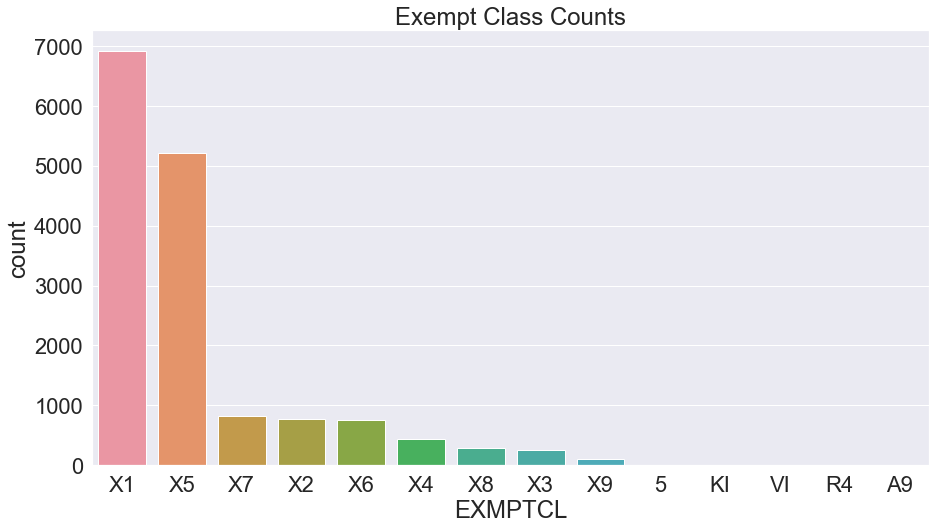 Exempt Class Counts
7000
6000
5000
4000
3000
2000
1000
0
count
X1 X5 X7 X2 X6 X4 X8 X3 X9 5 KI VI R4 A9
EXMPTCL